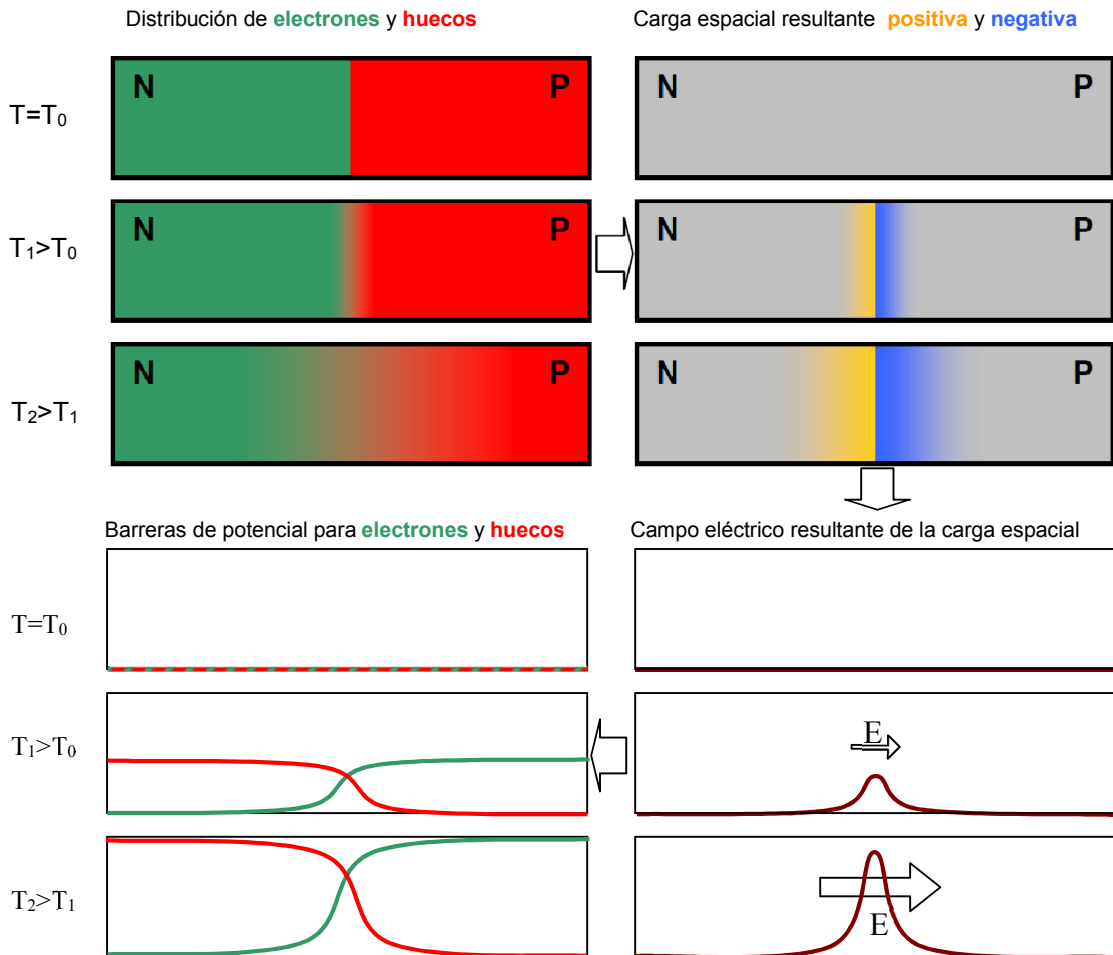 Distribución de electrones y huecos
Carga espacial resultante positiva y negativa
T=T₀
N P
N P
T₁>T₀
N P
N P
T₂>T₁
N P
N P
Barreras de potencial para electrones y huecos
Campo eléctrico resultante de la carga espacial
T=T₀
T₁>T₀
E
T₂>T₁
E